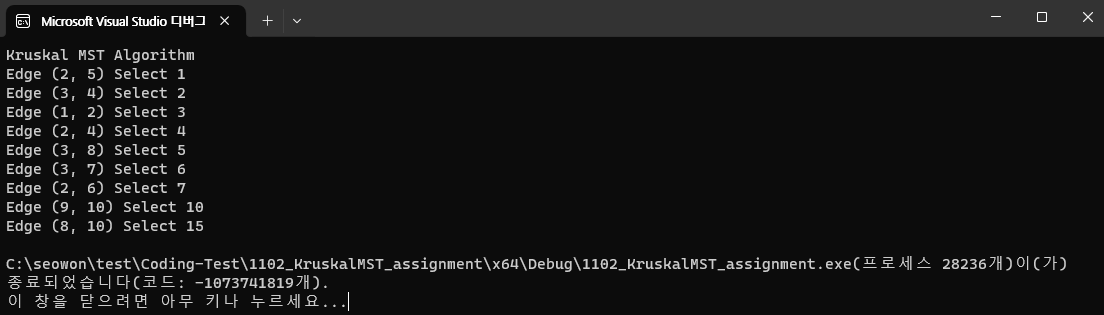 Microsoft Visual Studio 디버그
Kruskal MST Algorithm
Edge (2, 5) Select 1
Edge (3, 4) Select 2
Edge (1, 2) Select 3
Edge (2, 4) Select 4
Edge (3, 8) Select 5
Edge (3, 7) Select 6
Edge (2, 6) Select 7
Edge (9, 10) Select 10
Edge (8, 10) Select 15
C:\seowon\test\Coding-Test\1102_KruskalMST_assignment\x64\Debug\1102_KruskalMST_assignment.exe(프로세스 28236개)이(가)
종료되었습니다(코드: -1073741819개).
이 창을 닫으려면 아무 키나 누르세요...